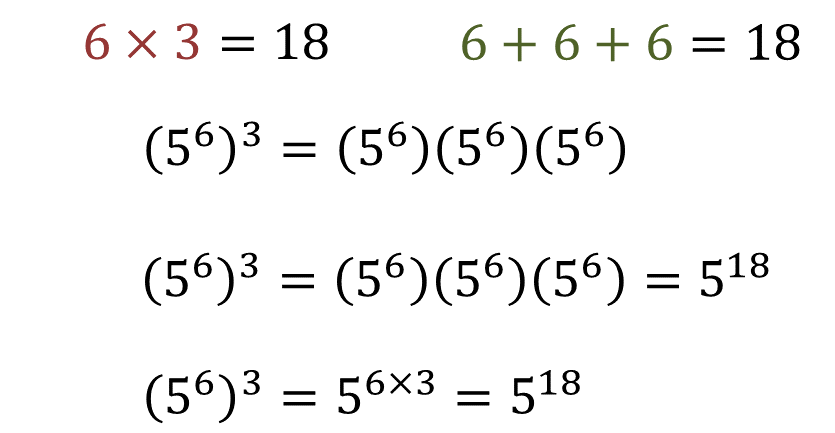 6 × 3 = 18 6 + 6 + 6 = 18
(5⁶)³ = (5⁶)(5⁶)(5⁶)
(5⁶)³ = (5⁶)(5⁶)(5⁶) = 5¹⁸
(5⁶)³ = 5⁶ˣ³ = 5¹⁸